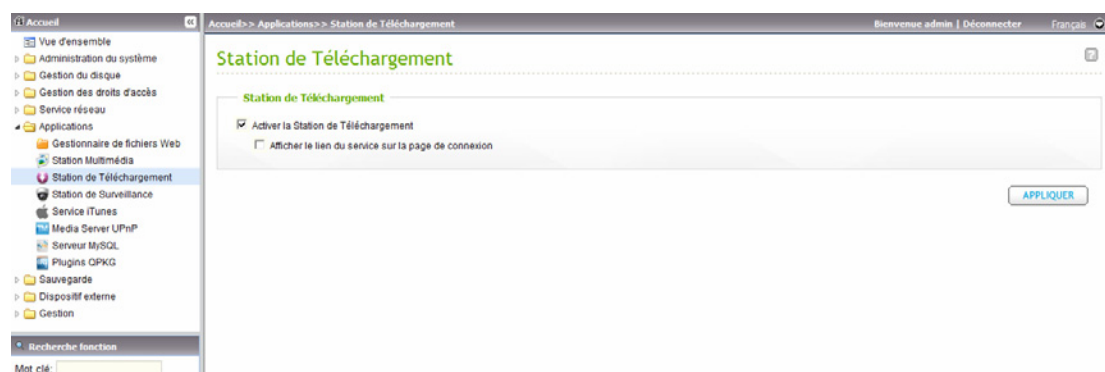 Accueil
Accueil>> Applications>> Station de Téléchargement
Bienvenue admin | Déconnecter
Français
Vue d'ensemble
Administration du système
Gestion du disque
Gestion des droits d'accès
Service réseau
Applications
Gestionnaire de fichiers Web
Station Multimédia
Station de Téléchargement
Station de Surveillance
Service iTunes
Media Server UPnP
Serveur MySQL
Plugins QPKG
Sauvegarde
Dispositif externe
Gestion
Recherche fonction
Mot clé:
Station de Téléchargement
Station de Téléchargement
Activer la Station de Téléchargement
Afficher le lien du service sur la page de connexion
APPLIQUER